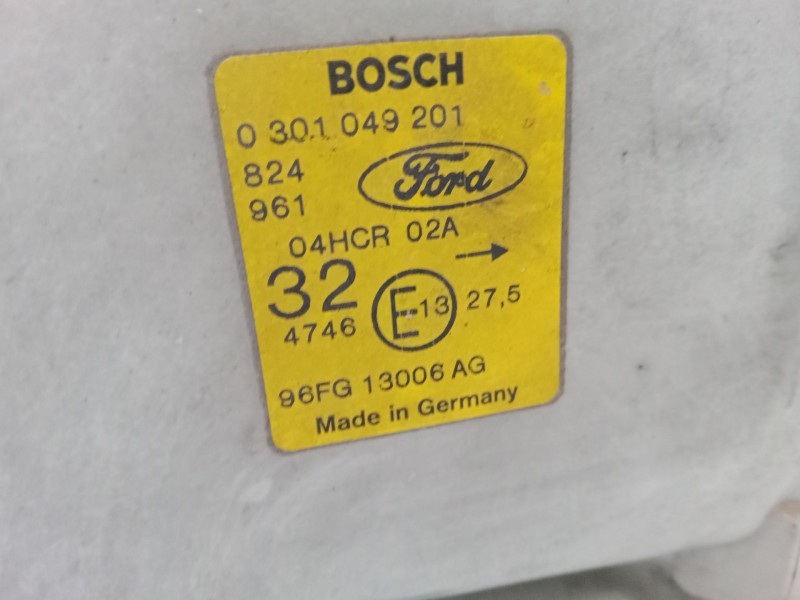 BOSCH
0 301 049 201
824
961
Ford
04HCR 02A
32
4746
E 13 27,5
96FG 13006 AG
Made in Germany